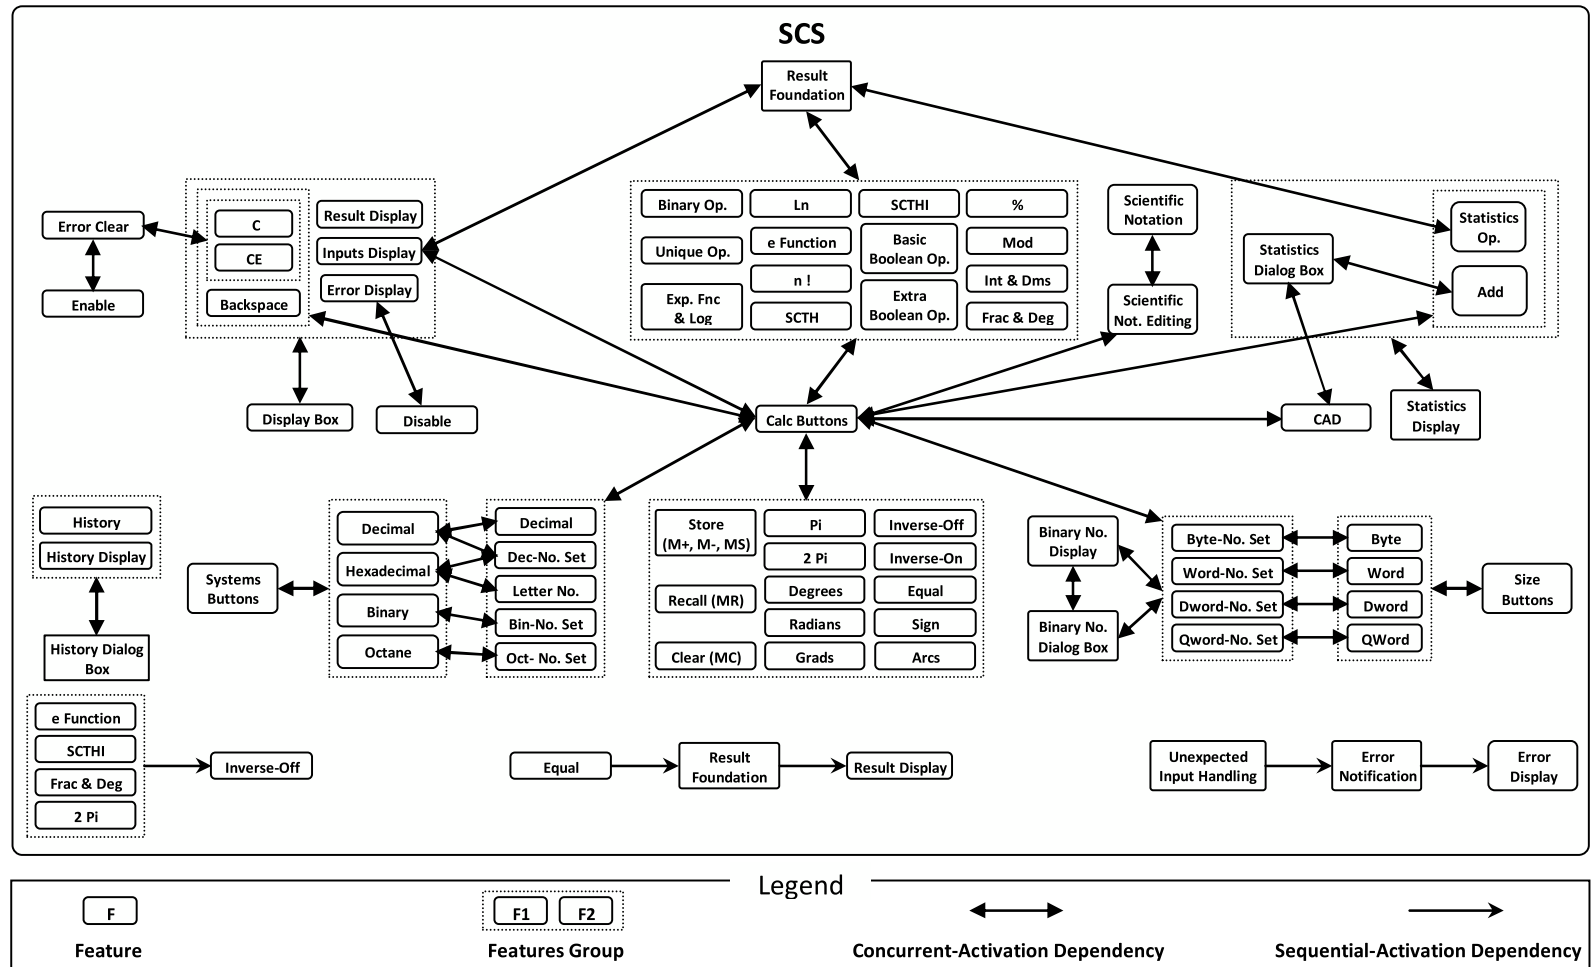 SCS
Result
Foundation
Error Clear
Enable
C
CE
Backspace
Result Display
Inputs Display
Error Display
Display Box
Disable
Binary Op.
Unique Op.
Exp. Fnc
& Log
Ln
e Function
n !
SCTH
SCTHI
Basic
Boolean Op.
Extra
Boolean Op.
%
Mod
Int & Dms
Frac & Deg
Scientific
Notation
Scientific
Not. Editing
Statistics
Dialog Box
Statistics
Op.
Add
Calc Buttons
CAD
Statistics
Display
History
History Display
History Dialog
Box
Systems
Buttons
Decimal
Hexadecimal
Binary
Octane
Decimal
Dec-No. Set
Letter No.
Bin-No. Set
Oct- No. Set
Store
(M+, M-, MS)
Recall (MR)
Clear (MC)
Pi
2 Pi
Degrees
Radians
Grads
Inverse-Off
Inverse-On
Equal
Sign
Arcs
Binary No.
Display
Binary No.
Dialog Box
Byte-No. Set
Word-No. Set
Dword-No. Set
Qword-No. Set
Byte
Word
Dword
QWord
Size
Buttons
e Function
SCTHI
Frac & Deg
2 Pi
Inverse-Off
Equal
Result
Foundation
Result Display
Unexpected
Input Handling
Error
Notification
Error
Display
Legend
F
Feature
F1 F2
Features Group
Concurrent-Activation Dependency
Sequential-Activation Dependency